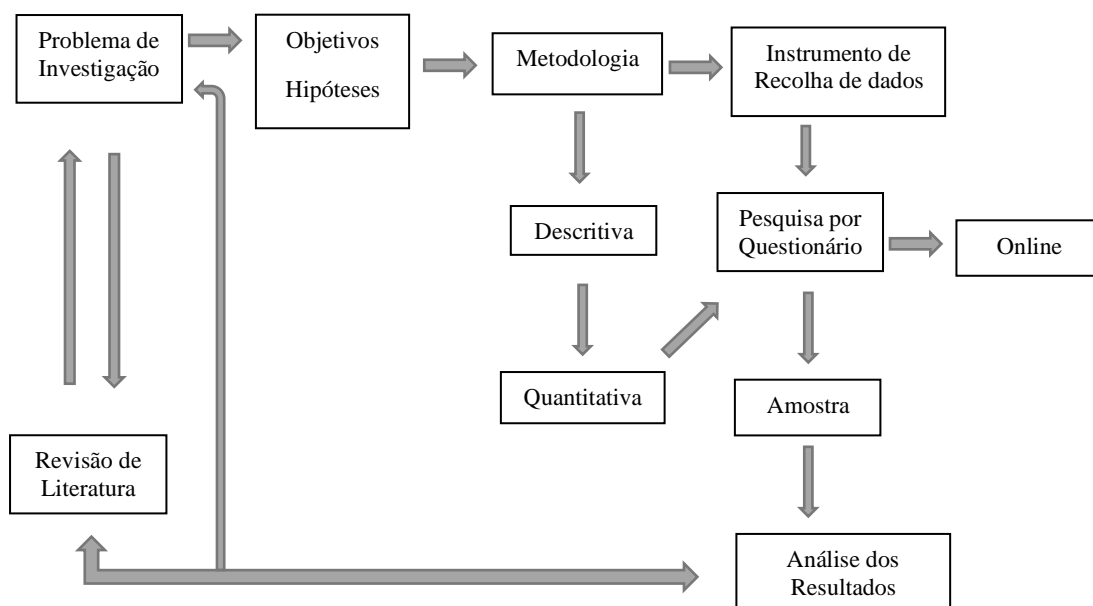 Problema de
Investigação
Objetivos
Hipóteses
Metodologia
Instrumento de
Recolha de dados
Descritiva
Pesquisa por
Questionário
Online
Quantitativa
Amostra
Revisão de
Literatura
Análise dos
Resultados